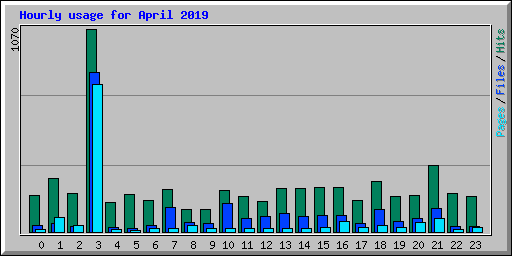 Hourly usage for April 2019
1070
Pages/Files/Hits
0 1 2 3 4 5 6 7 8 9 10 11 12 13 14 15 16 17 18 19 20 21 22 23